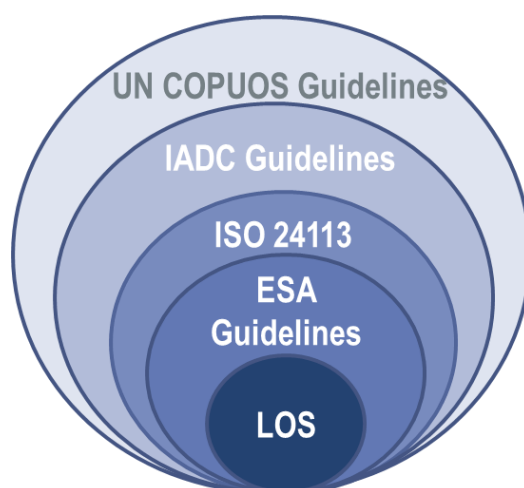 UN COPUOS Guidelines
IADC Guidelines
ISO 24113
ESA
Guidelines
LOS